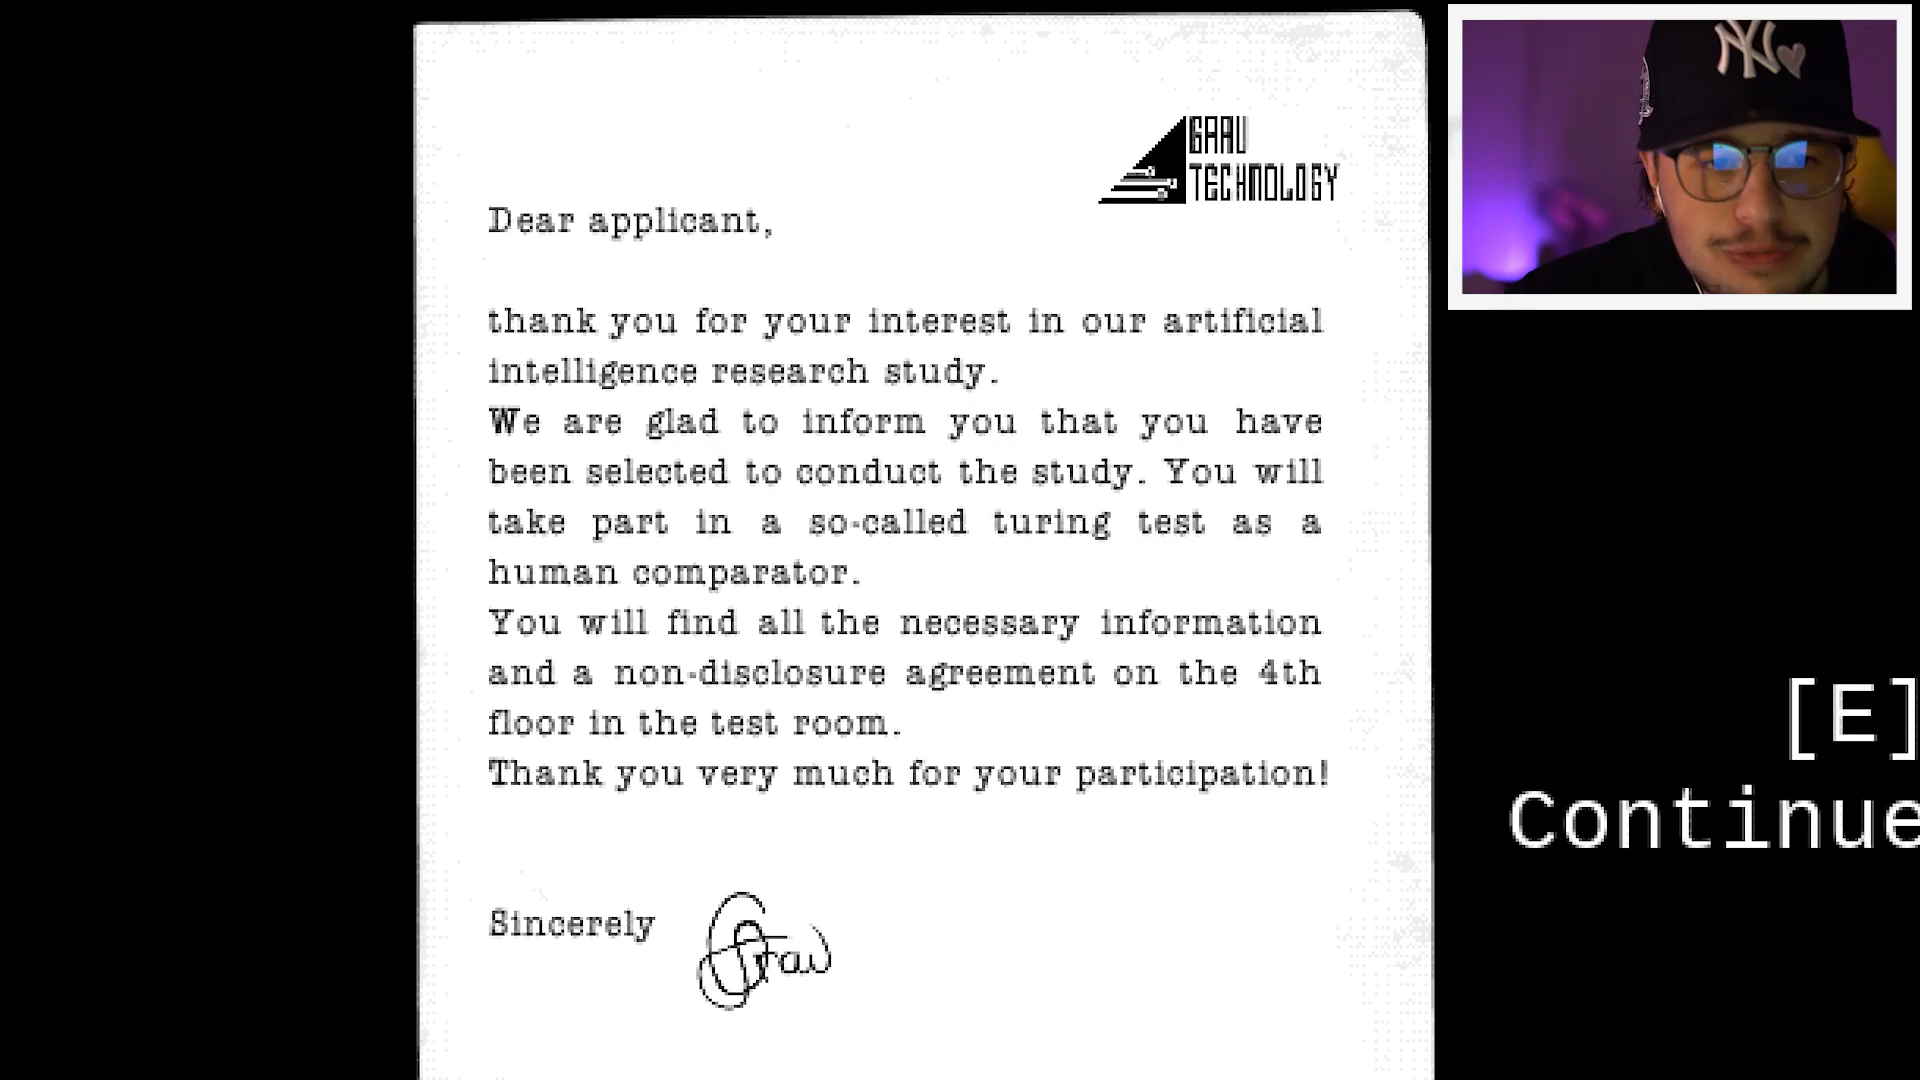 GRAU
TECHNOLOGY
Dear applicant,
thank you for your interest in our artificial
intelligence research study.
We are glad to inform you that you have
been selected to conduct the study. You will
take part in a so-called turing test as a
human comparator.
You will find all the necessary information
and a non-disclosure agreement on the 4th
floor in the test room.
Thank you very much for your participation!
Sincerely
Grau
[E]
Continue
NY